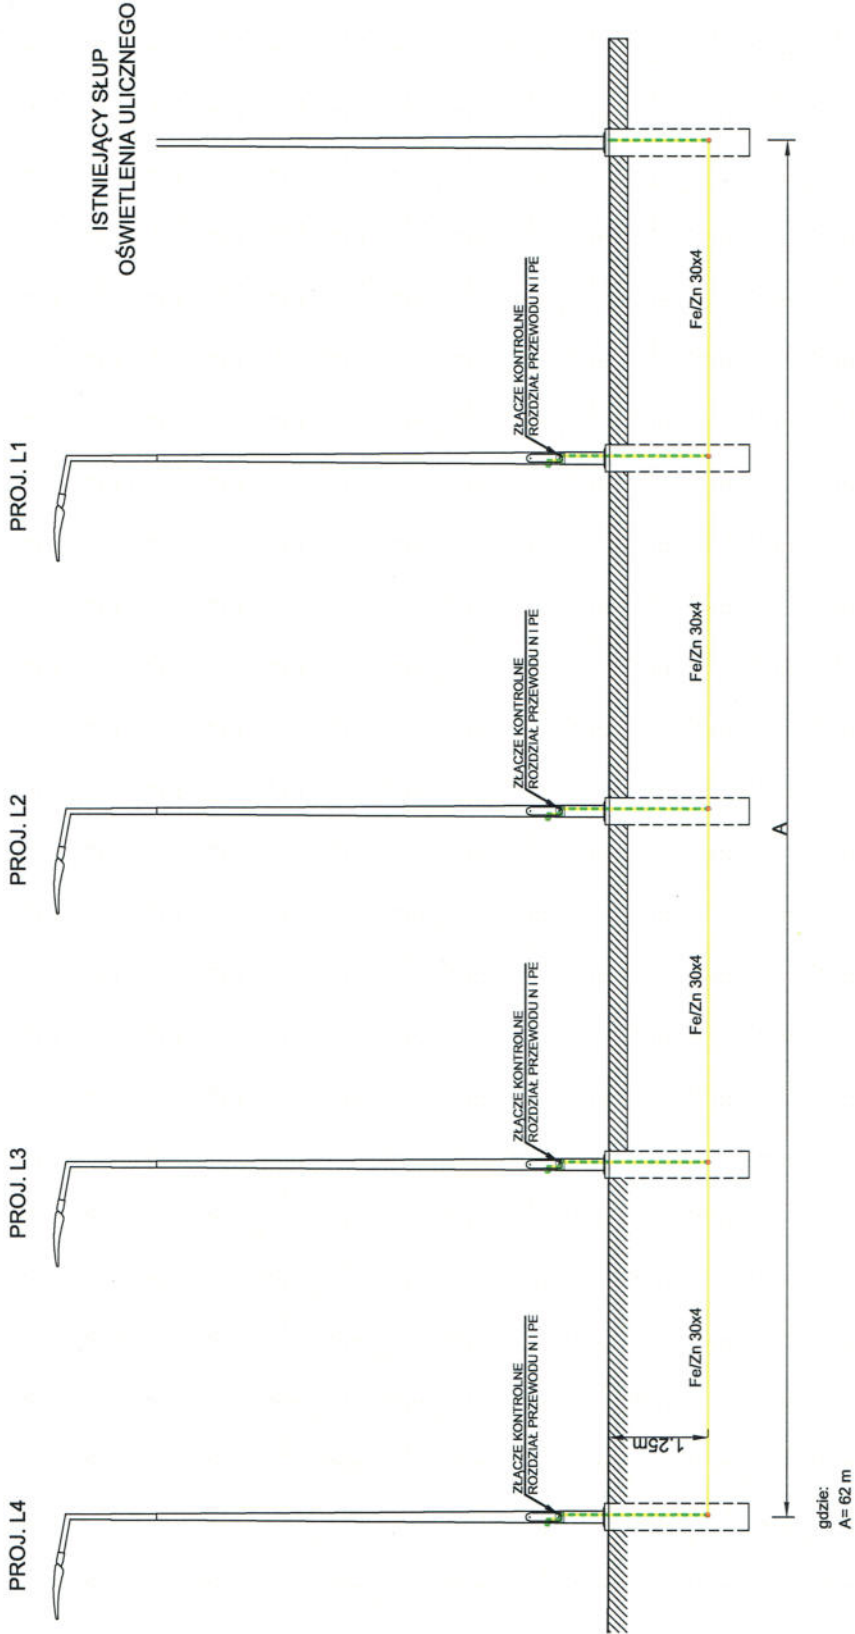 PROJ. L4
PROJ. L3
PROJ. L2
PROJ. L1
ISTNIEJĄCY SŁUP
OŚWIETLENIA ULICZNEGO
ZŁĄCZE KONTROLNE
ROZDZIAŁ PRZEWODU N I PE
ZŁĄCZE KONTROLNE
ROZDZIAŁ PRZEWODU N I PE
ZŁĄCZE KONTROLNE
ROZDZIAŁ PRZEWODU N I PE
ZŁĄCZE KONTROLNE
ROZDZIAŁ PRZEWODU N I PE
1,25m
Fe/Zn 30x4
Fe/Zn 30x4
Fe/Zn 30x4
Fe/Zn 30x4
A
gdzie:
A= 62 m